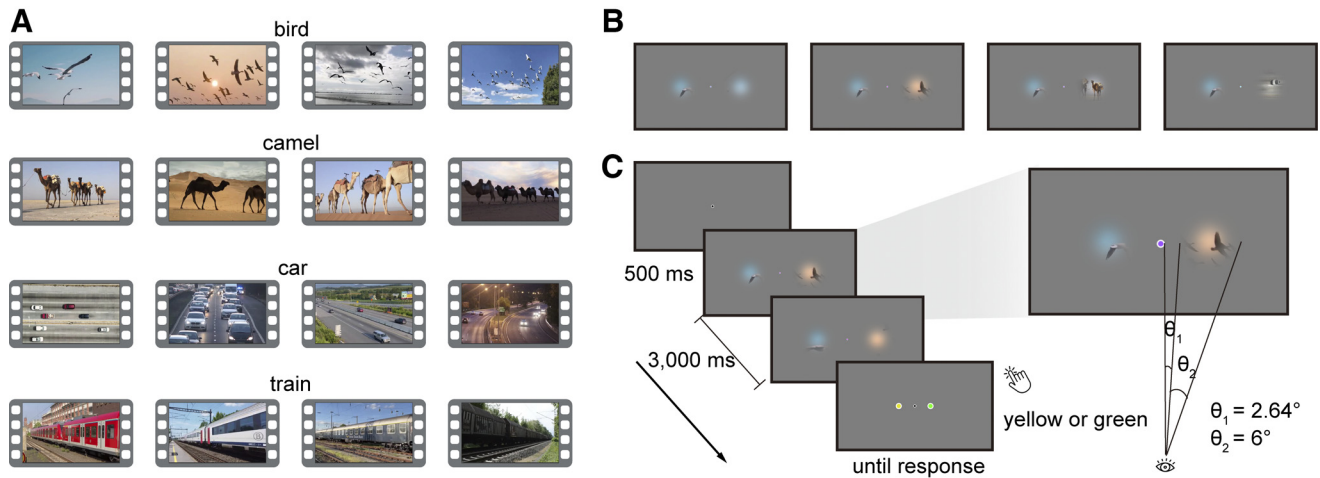 A
bird
camel
car
train
B
C
500 ms
3,000 ms
yellow or green
until response
θ1
θ2
θ1 = 2.64°
θ2 = 6°